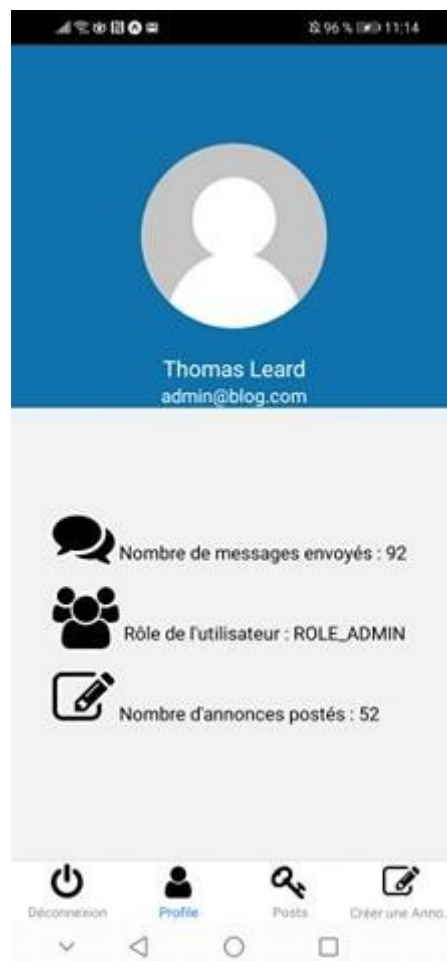 96 % 11:14
Thomas Leard
admin@blog.com
Nombre de messages envoyés : 92
Rôle de l'utilisateur : ROLE_ADMIN
Nombre d'annonces postés : 52
Déconnexion Profile Posts Créer une Anno...